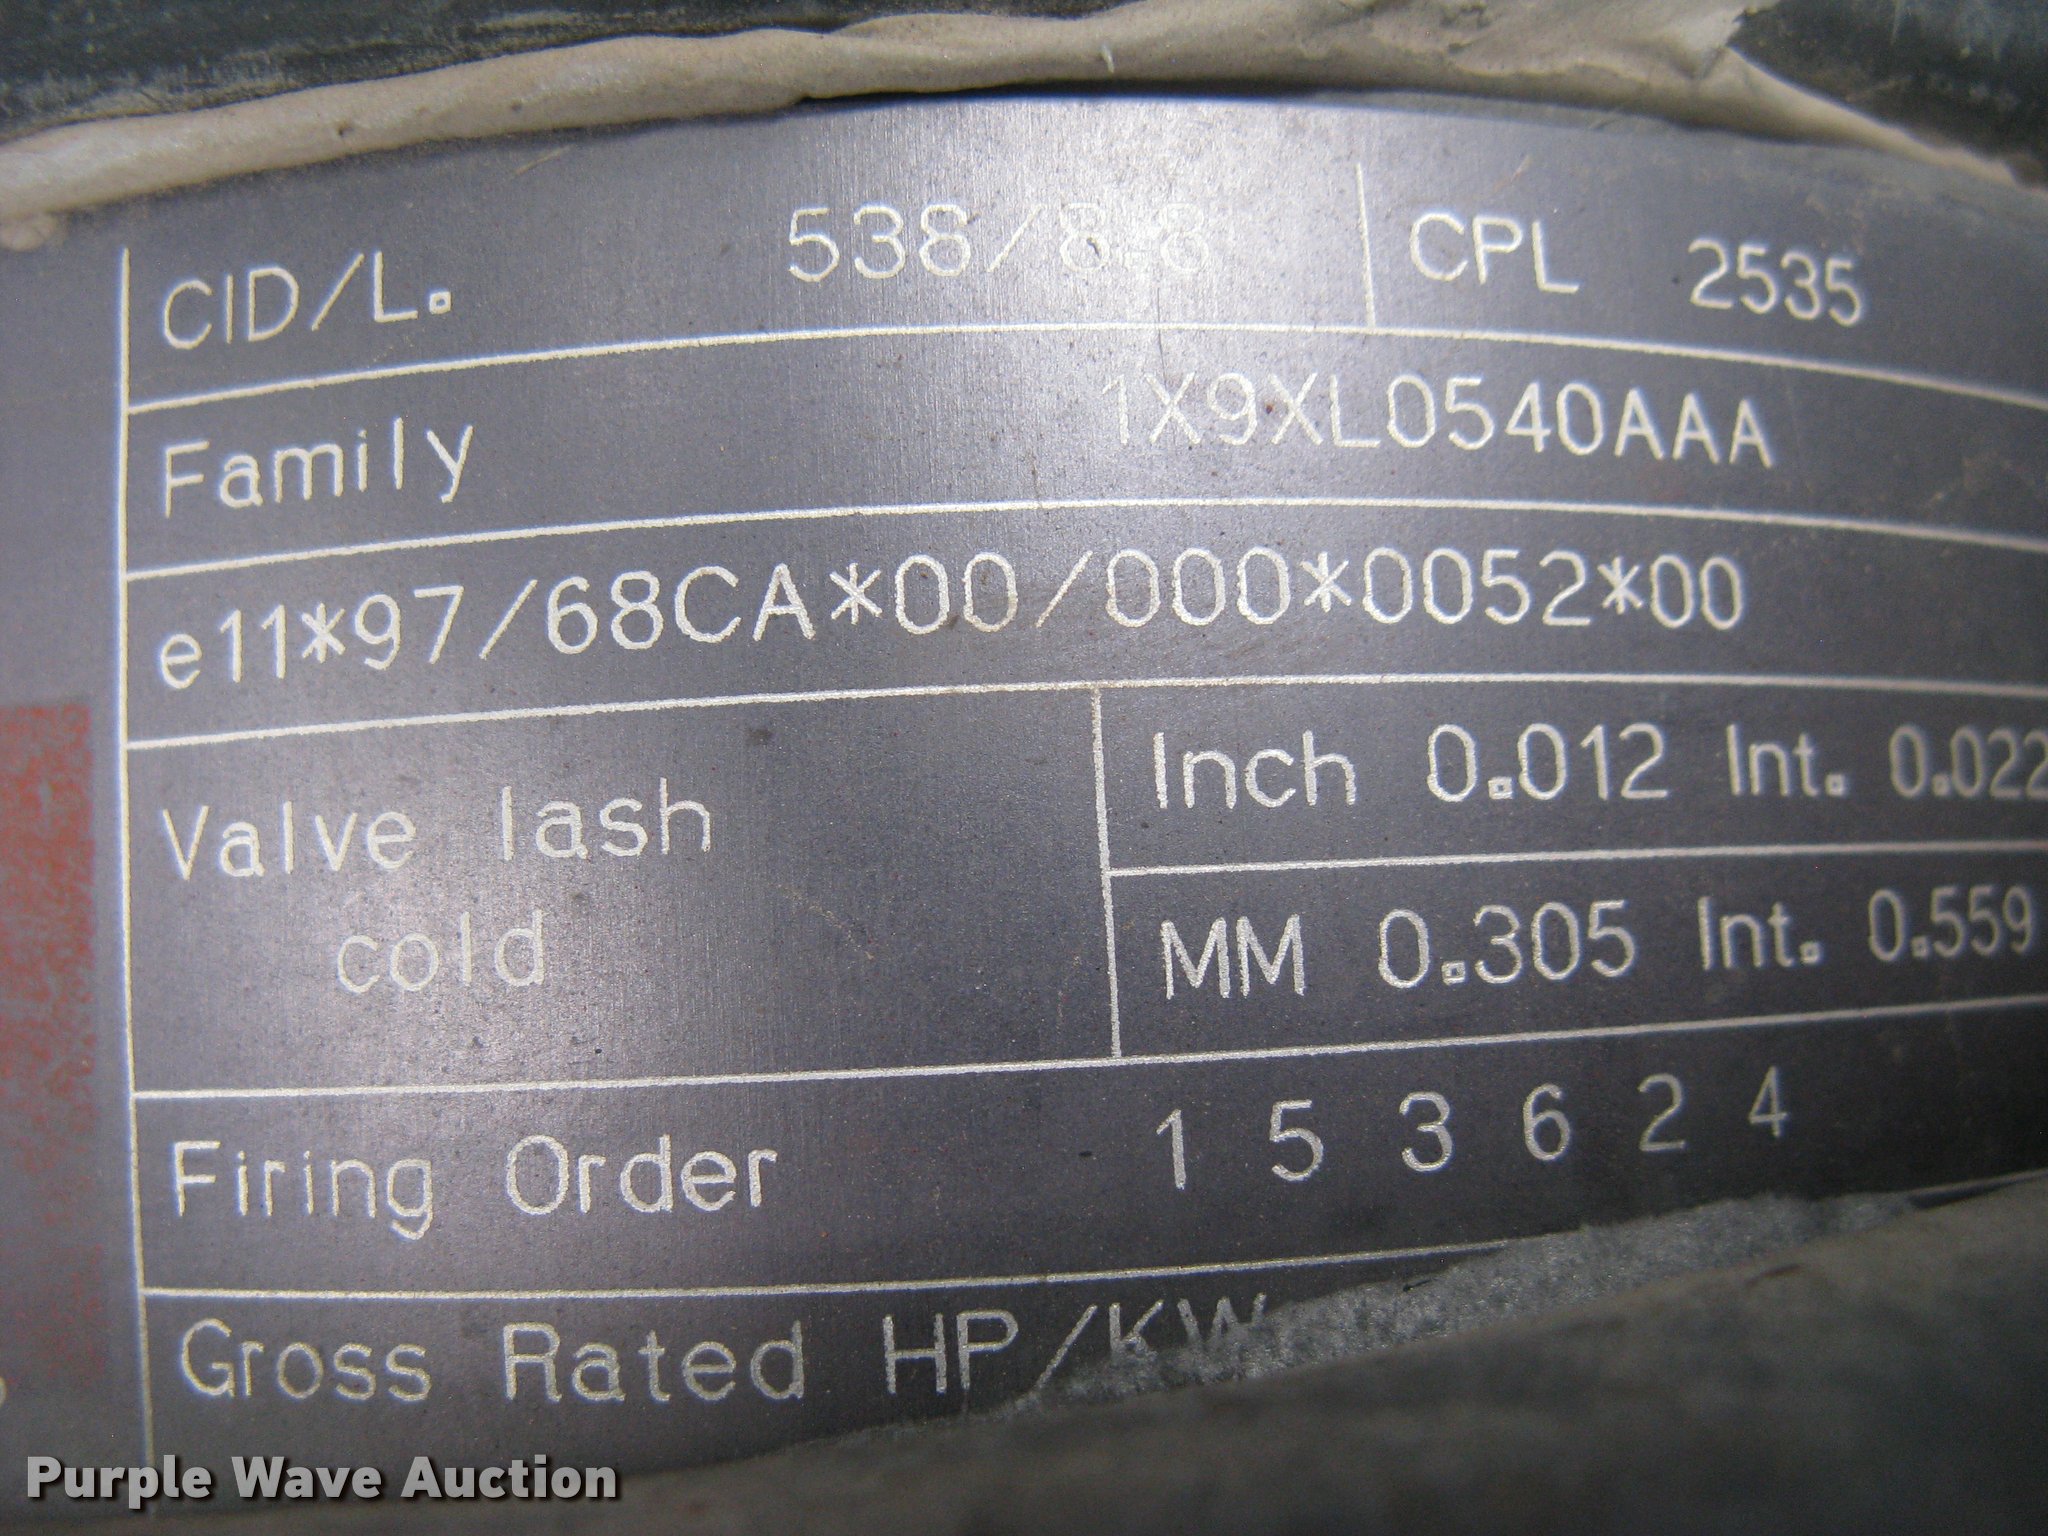 CID/L. 538/8.8 CPL 2535
Family 1X9XL0540AAA
e11*97/68CA*00/000*0052*00
Valve lash cold
Inch 0.012 Int. 0.022
MM 0.305 Int. 0.559
Firing Order 1 5 3 6 2 4
Gross Rated HP/KW
Purple Wave Auction